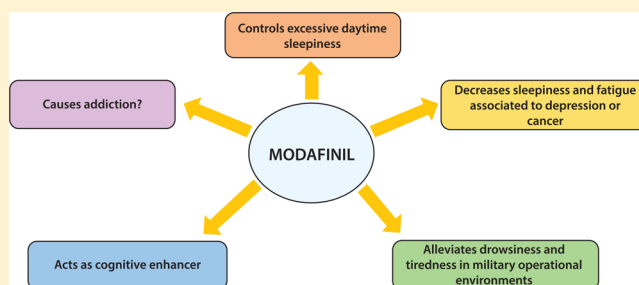 Controls excessive daytime
sleepiness
Causes addiction?
Decreases sleepiness and fatigue
associated to depression or
cancer
MODAFINIL
Acts as cognitive enhancer
Alleviates drowsiness and
tiredness in military operational
environments